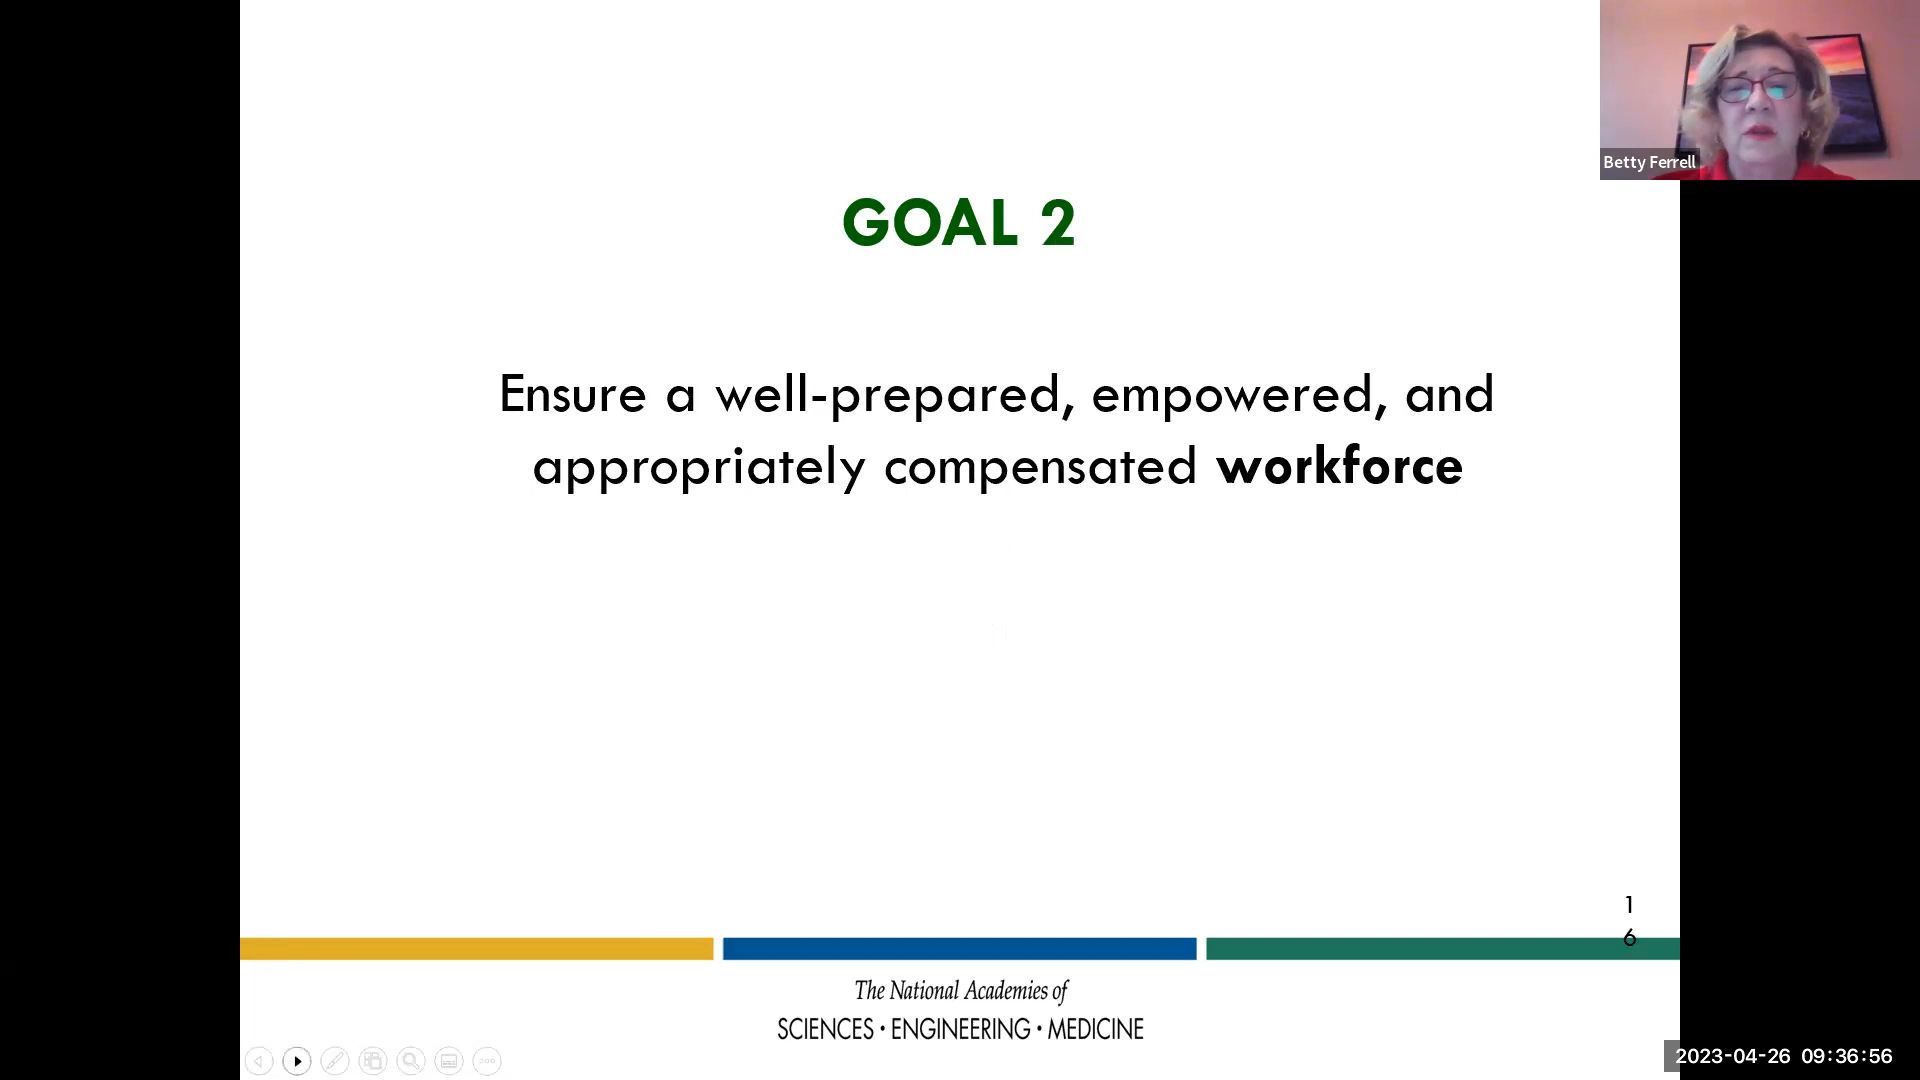 Betty Ferrell
GOAL 2
Ensure a well-prepared, empowered, and
appropriately compensated workforce
1
6
The National Academies of
SCIENCES • ENGINEERING • MEDICINE
2023-04-26 09:36:56